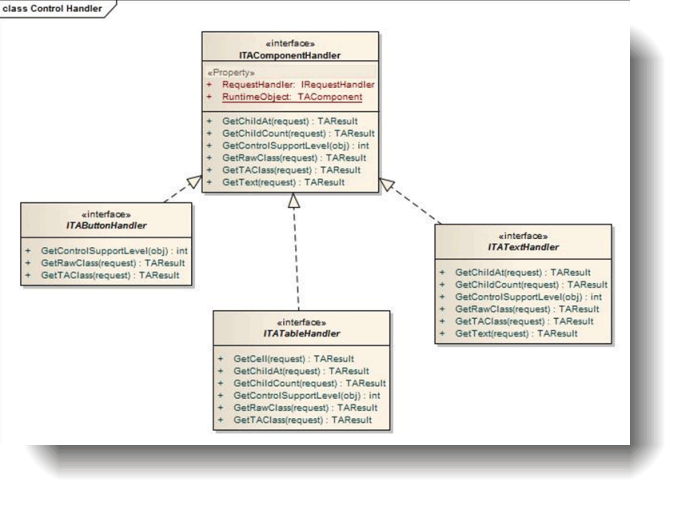 class Control Handler
«interface»
ITAComponentHandler
«Property»
+ RequestHandler: IRequestHandler
+ RuntimeObject: TAComponent
+ GetChildAt(request) : TAResult
+ GetChildCount(request) : TAResult
+ GetControlSupportLevel(obj) : int
+ GetRawClass(request) : TAResult
+ GetTAClass(request) : TAResult
+ GetText(request) : TAResult
«interface»
ITAButtonHandler
+ GetControlSupportLevel(obj) : int
+ GetRawClass(request) : TAResult
+ GetTAClass(request) : TAResult
«interface»
ITATextHandler
+ GetChildAt(request) : TAResult
+ GetChildCount(request) : TAResult
+ GetControlSupportLevel(obj) : int
+ GetRawClass(request) : TAResult
+ GetTAClass(request) : TAResult
+ GetText(request) : TAResult
«interface»
ITATableHandler
+ GetCell(request) : TAResult
+ GetChildAt(request) : TAResult
+ GetChildCount(request) : TAResult
+ GetControlSupportLevel(obj) : int
+ GetRawClass(request) : TAResult
+ GetTAClass(request) : TAResult